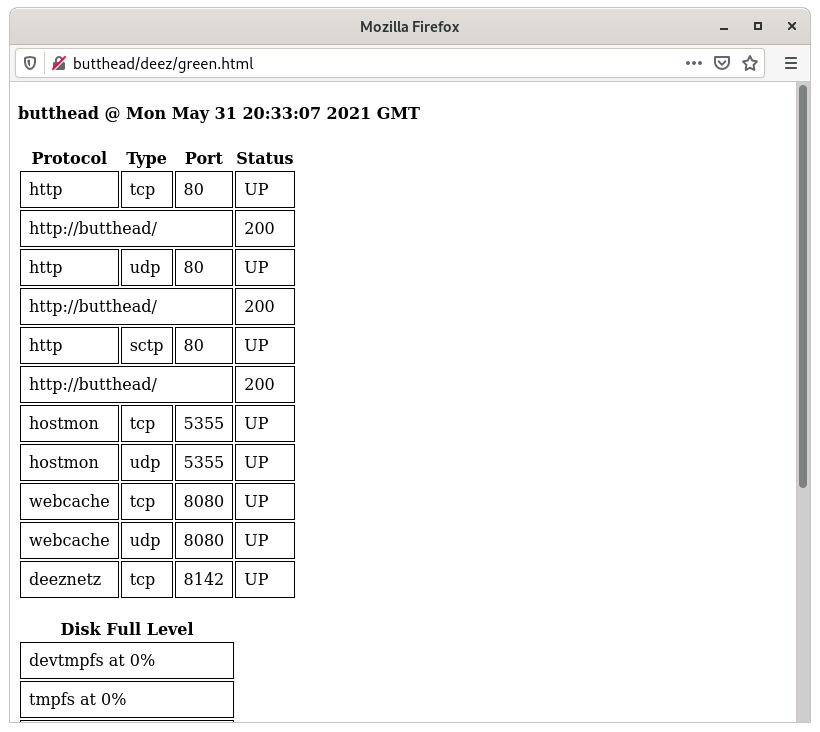 Mozilla Firefox
butthead/deez/green.html
butthead @ Mon May 31 20:33:07 2021 GMT
Protocol Type Port Status
http tcp 80 UP
http://butthead/ 200
http udp 80 UP
http://butthead/ 200
http sctp 80 UP
http://butthead/ 200
hostmon tcp 5355 UP
hostmon udp 5355 UP
webcache tcp 8080 UP
webcache udp 8080 UP
deeznetz tcp 8142 UP
Disk Full Level
devtmpfs at 0%
tmpfs at 0%